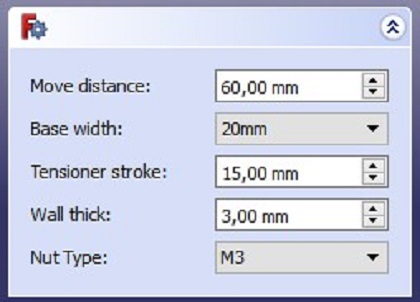 Move distance: 60,00 mm
Base width: 20mm
Tensioner stroke: 15,00 mm
Wall thick: 3,00 mm
Nut Type: M3